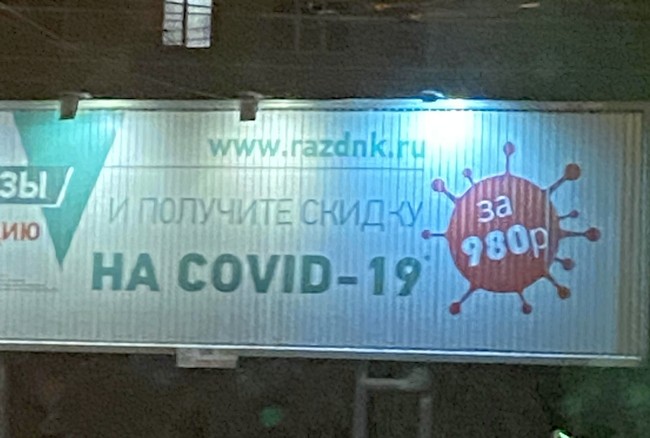 www.razdnk.ru
ЗЫ
ИЮ
И ПОЛУЧИТЕ СКИДКУ
НА COVID-19*
за
980р